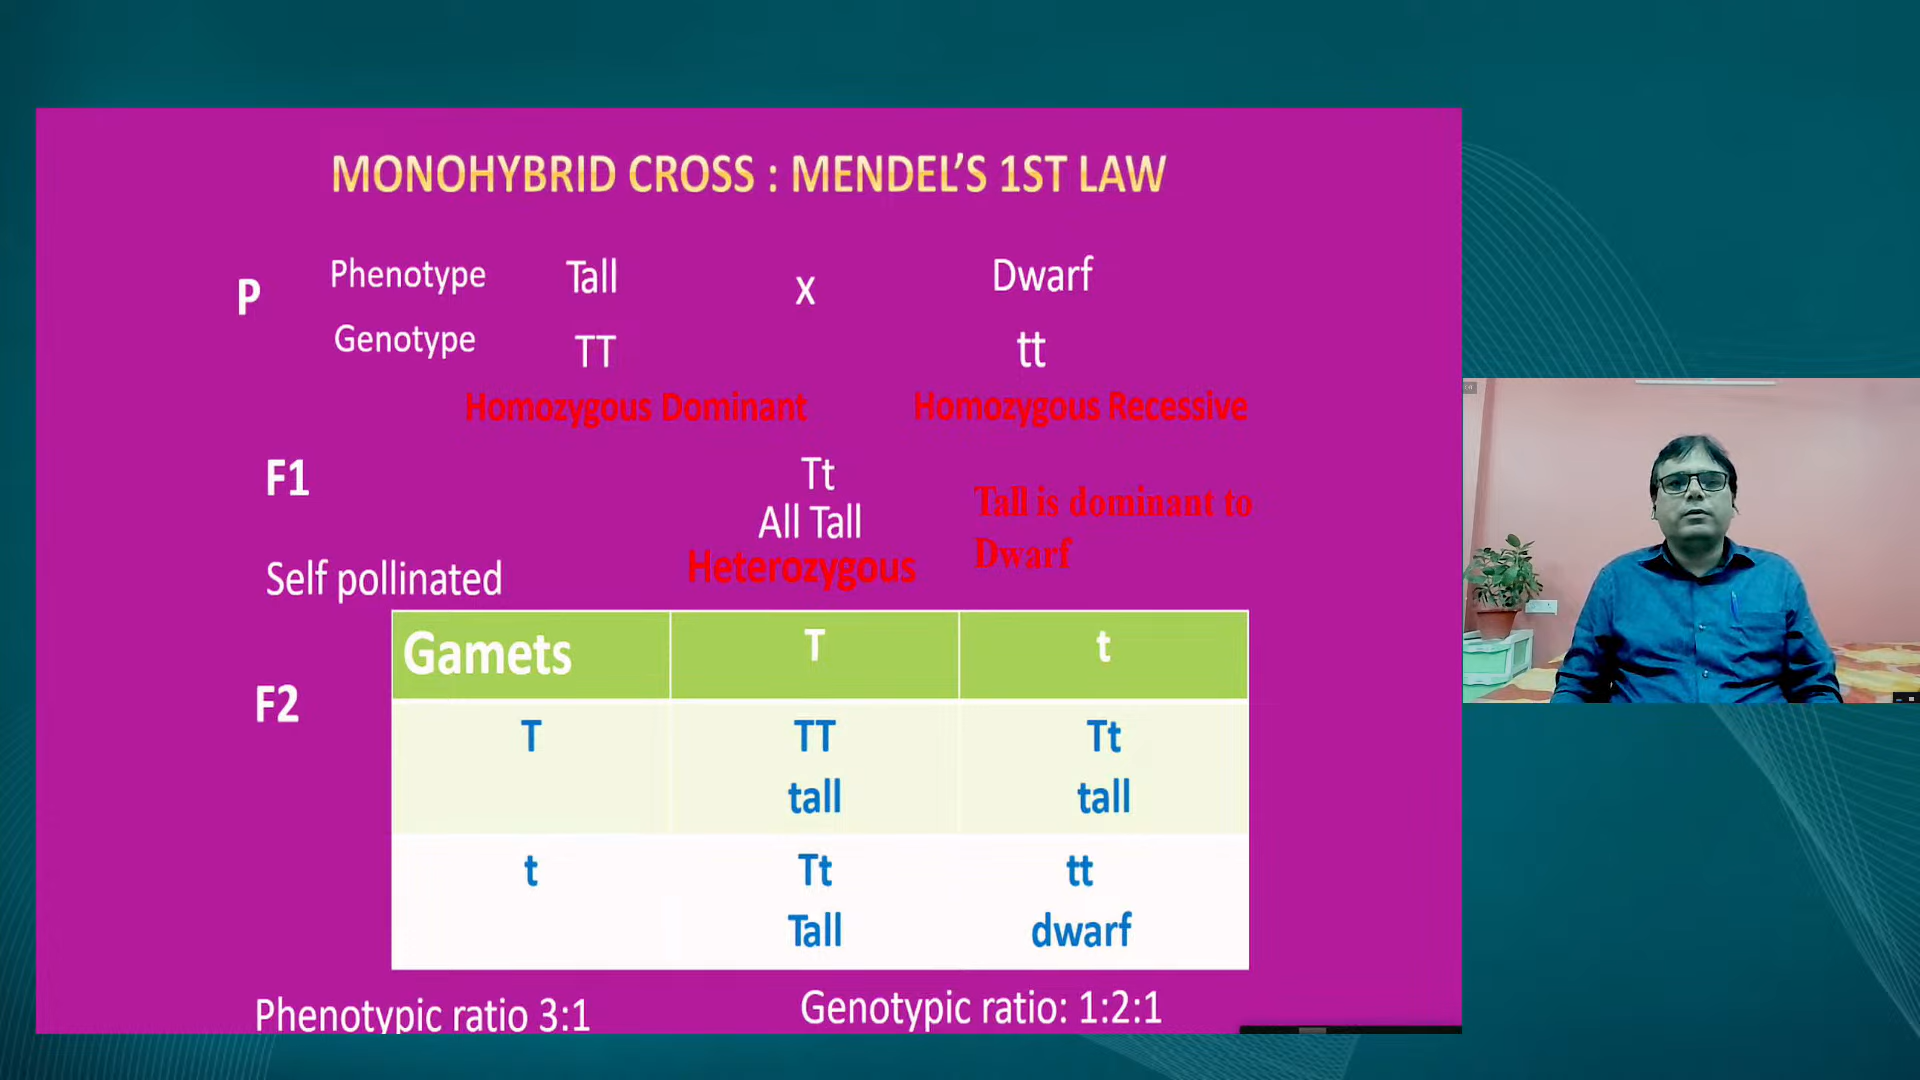 MONOHYBRID CROSS : MENDEL’S 1ST LAW
P Phenotype Tall X Dwarf
Genotype TT tt
Homozygous Dominant Homozygous Recessive
F1 Tt
All Tall
Tall is dominant to
Dwarf
Heterozygous
Self pollinated
F2
Gamets T t
T TT Tt
tall tall
t Tt tt
Tall dwarf
Phenotypic ratio 3:1 Genotypic ratio: 1:2:1